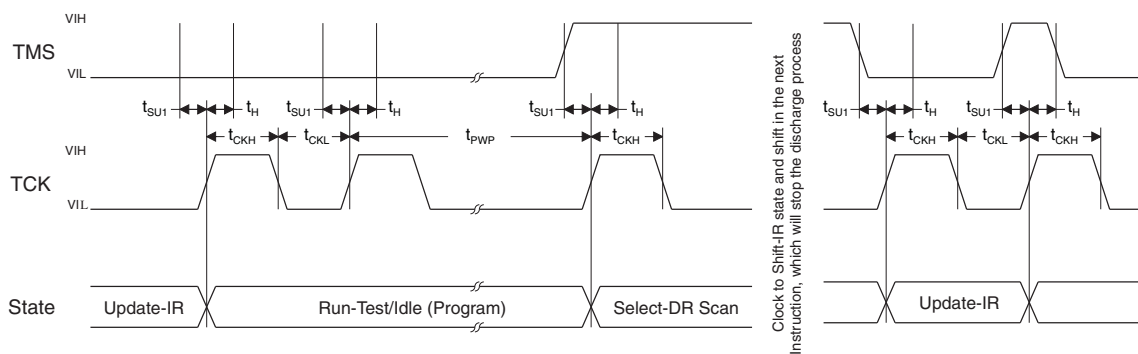 VIH
TMS
VIL
tSU1 tH tSU1 tH tSU1 tH tSU1 tH tSU1 tH
tCKH tCKL tPWP tCKH tCKH tCKL tCKH
VIH
TCK
VIL
State
Update-IR Run-Test/Idle (Program) Select-DR Scan Update-IR
Clock to Shift-IR state and shift in the next
Instruction, which will stop the discharge process